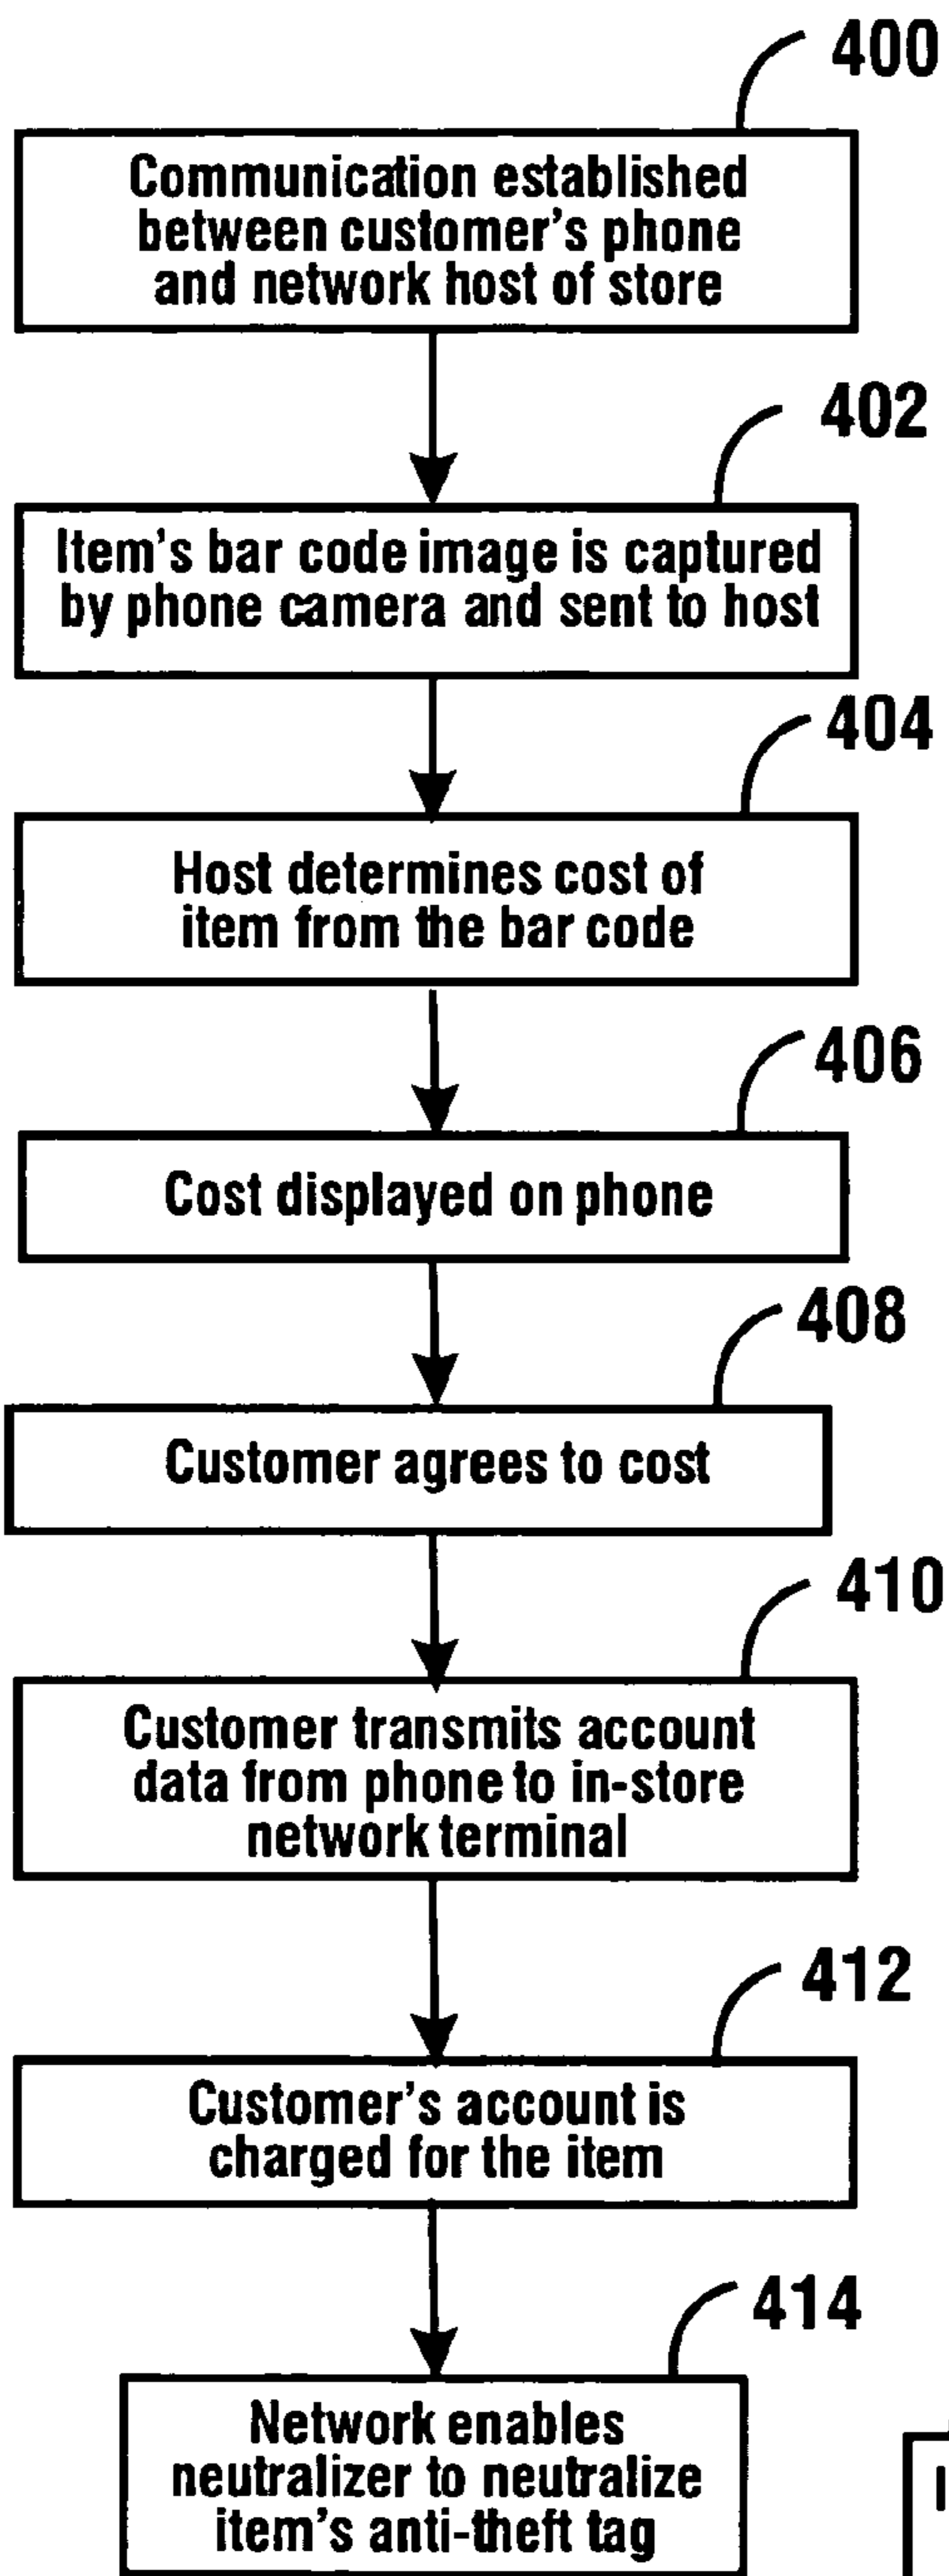 400
Communication established
between customer's phone
and network host of store
402
Item's bar code image is captured
by phone camera and sent to host
404
Host determines cost of
item from the bar code
406
Cost displayed on phone
408
Customer agrees to cost
410
Customer transmits account
data from phone to in-store
network terminal
412
Customer's account is
charged for the item
414
Network enables
neutralizer to neutralize
item's anti-theft tag